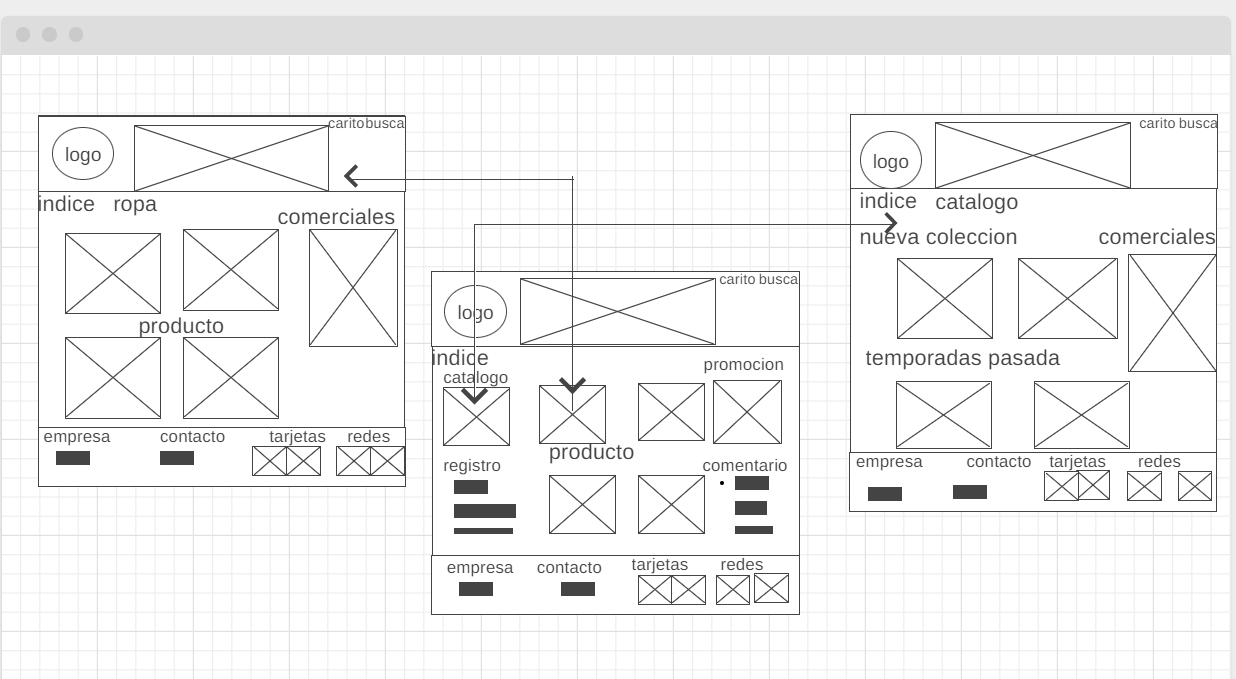 logo
carito busca
indice ropa
comerciales
producto
empresa contacto tarjetas redes
logo
carito busca
indice
catalogo
promocion
producto
registro
comentario
empresa contacto tarjetas redes
logo
carito busca
indice catalogo
nueva coleccion comerciales
temporadas pasada
empresa contacto tarjetas redes